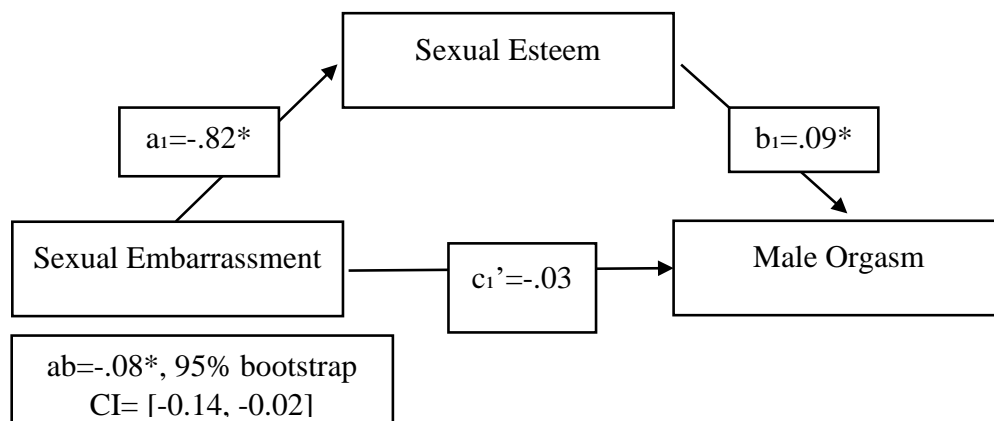 Sexual Esteem
a₁=-.82*
b₁=.09*
Sexual Embarrassment
c₁’=-.03
Male Orgasm
ab=-.08*, 95% bootstrap
CI= [-0.14, -0.02]